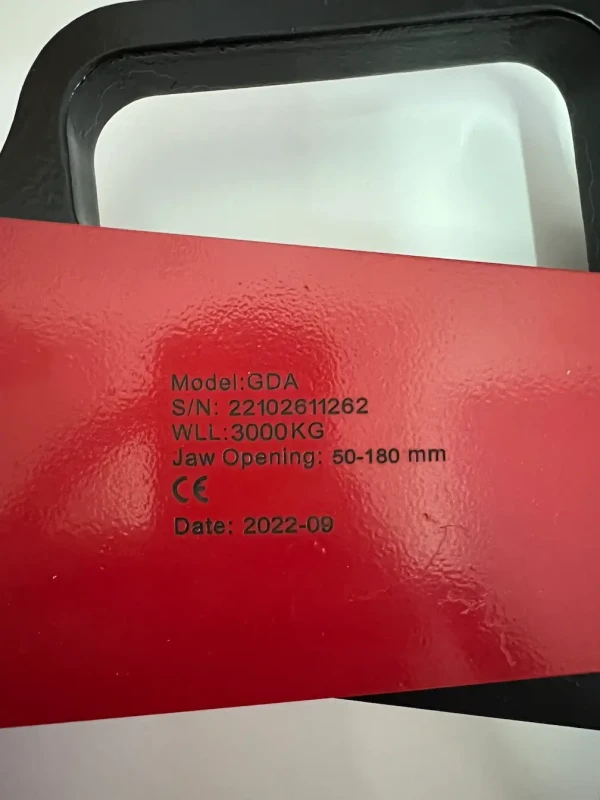 Model:GDA
S/N: 22102611262
WLL:3000KG
Jaw Opening: 50-180 mm
CE
Date: 2022-09